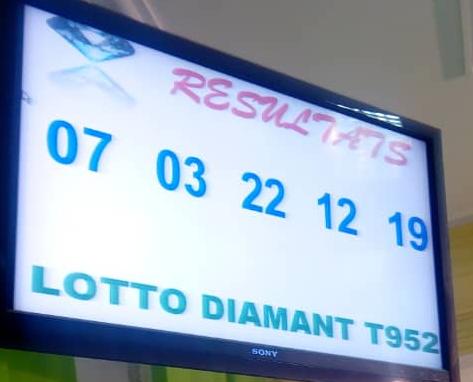 RESULTATS
07 03 22 12 19
LOTTO DIAMANT T952
SONY